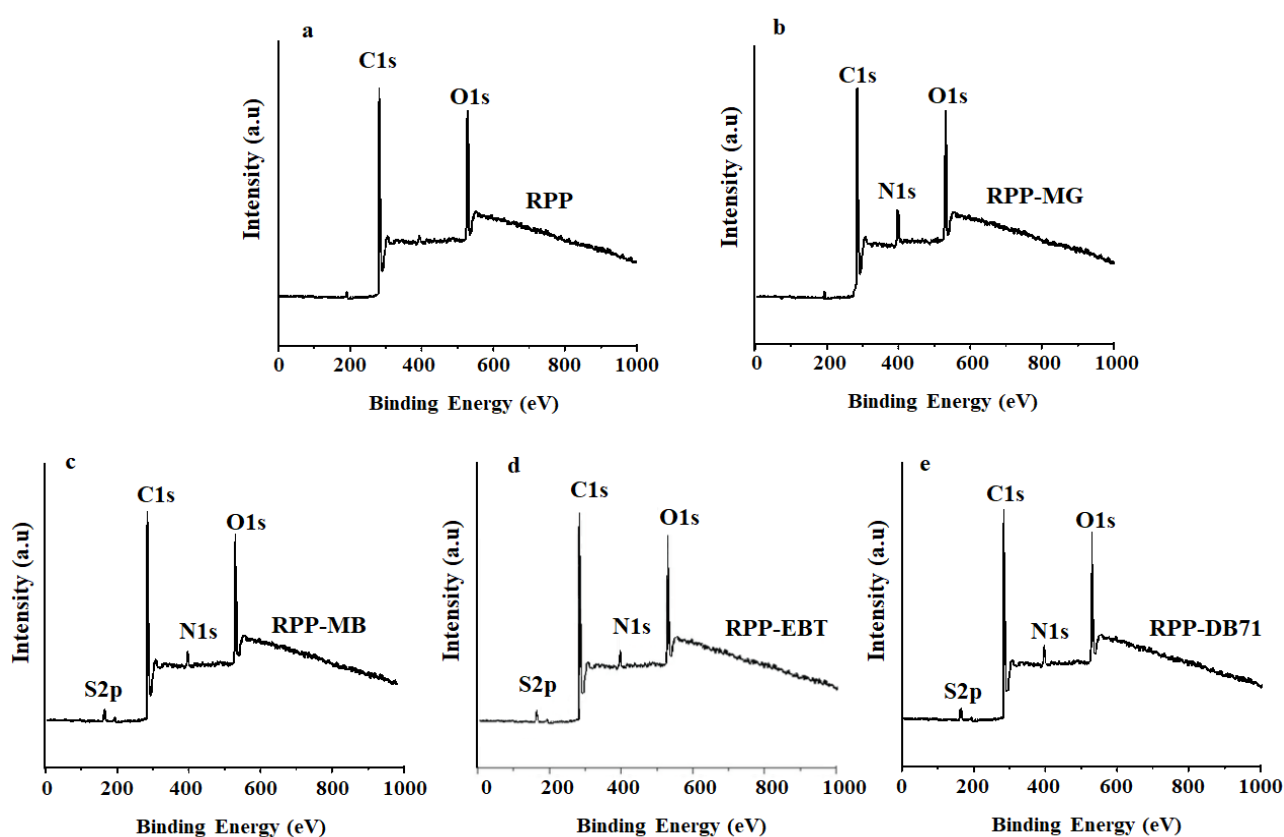 a
C1s
O1s
RPP
Intensity (a.u)
0 200 400 600 800 1000
Binding Energy (eV)
b
C1s
O1s
N1s
RPP-MG
Intensity (a.u)
0 200 400 600 800 1000
Binding Energy (eV)
c
C1s
O1s
N1s
RPP-MB
S2p
Intensity (a.u)
0 200 400 600 800 1000
Binding Energy (eV)
d
C1s
O1s
N1s
RPP-EBT
S2p
Intensity (a.u)
0 200 400 600 800 1000
Binding Energy (eV)
e
C1s
O1s
N1s
RPP-DB71
S2p
Intensity (a.u)
0 200 400 600 800 1000
Binding Energy (eV)